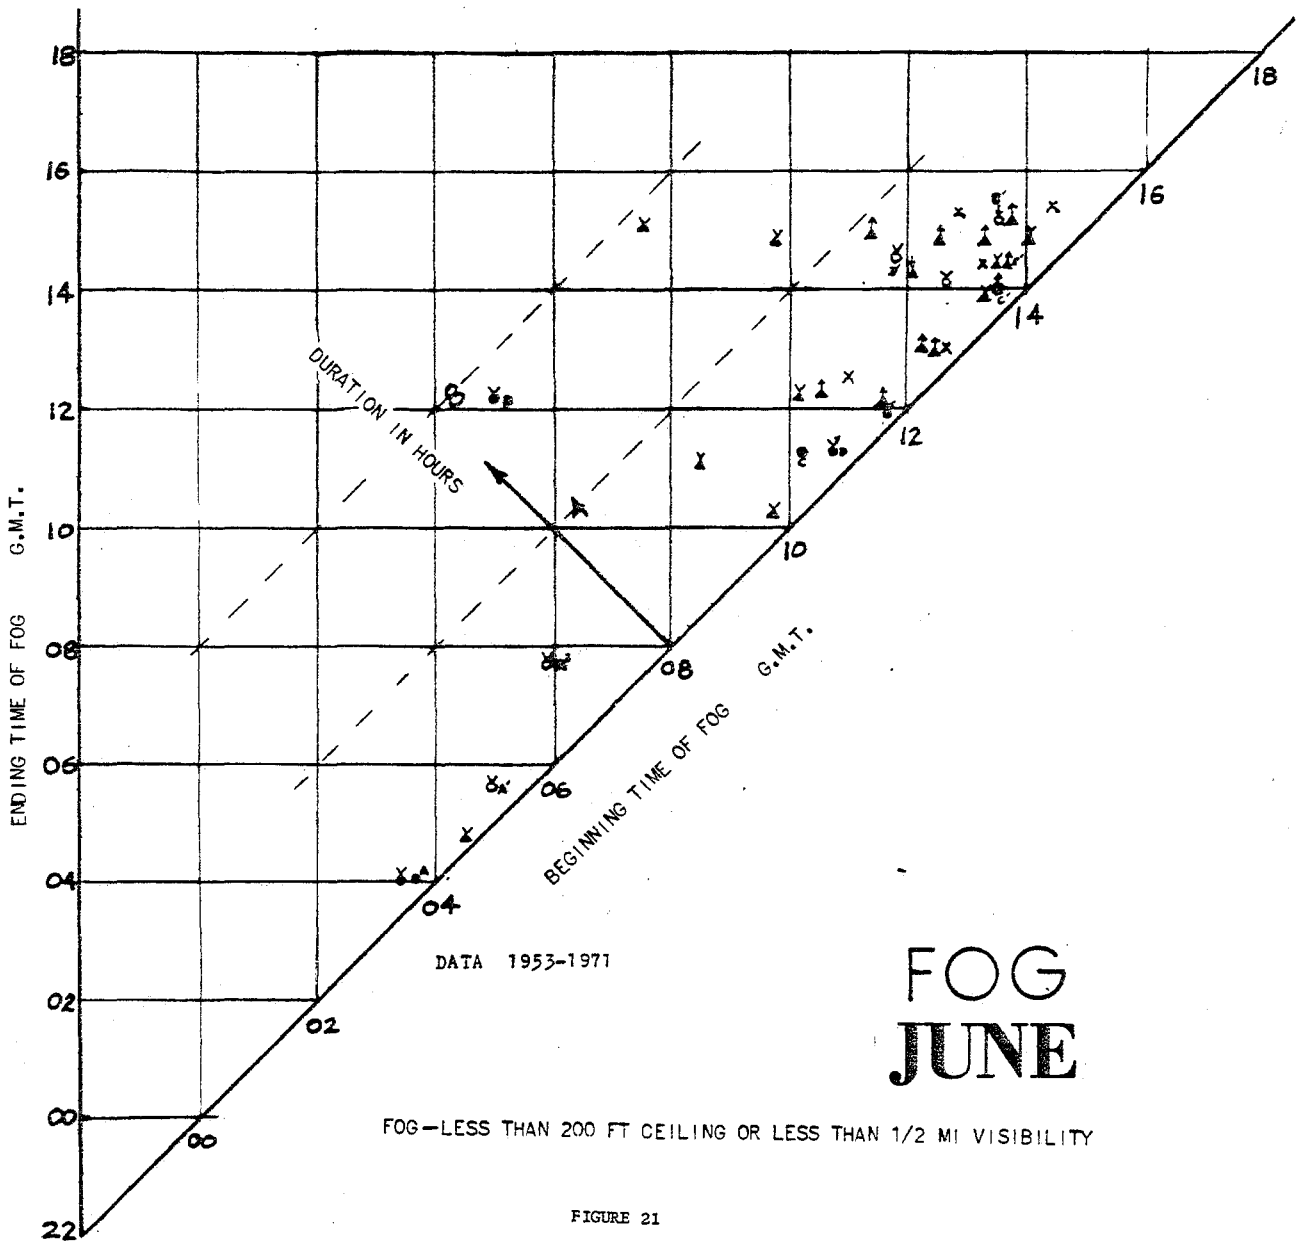 18
18
16
16
14
14
DURATION IN HOURS
8
12
12
4
10
10
ENDING TIME OF FOG G.M.T.
08
08
BEGINNING TIME OF FOG G.M.T.
06
06
04
04
DATA 1953-1971
FOG
JUNE
02
02
00
00
FOG—LESS THAN 200 FT CEILING OR LESS THAN 1/2 MI VISIBILITY
22
FIGURE 21